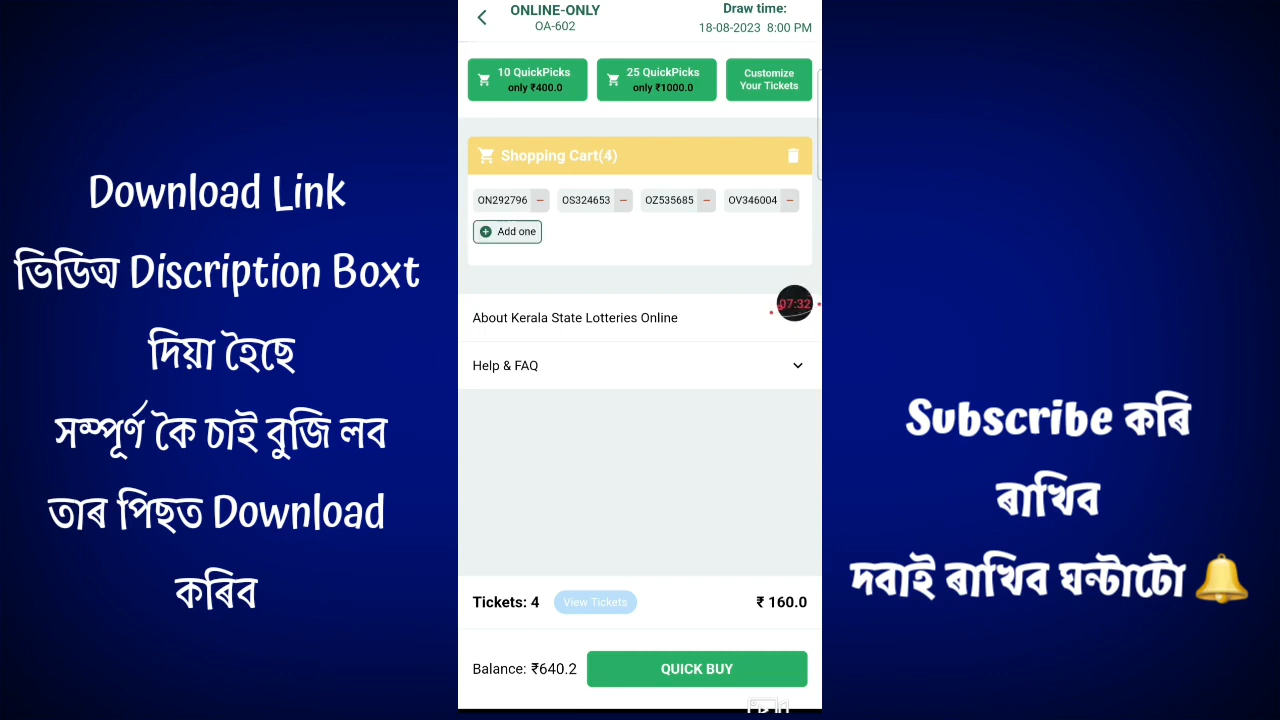 Download Link
ভিডিঅ Discription Boxt
দিয়া হৈছে
সম্পূৰ্ণ কৈ চাই বুজি লব
তাৰ পিছত Download
কৰিব
ONLINE-ONLY
OA-602
Draw time:
18-08-2023 8:00 PM
10 QuickPicks
only ₹400.0
25 QuickPicks
only ₹1000.0
Customize
Your Tickets
Shopping Cart(4)
ON292796 −
OS324653 −
OZ535685 −
OV346004 −
Add one
07:32
About Kerala State Lotteries Online
Help & FAQ
Tickets: 4
View Tickets
₹ 160.0
Balance: ₹640.2
QUICK BUY
Subscribe কৰি
ৰাখিব
দবাই ৰাখিব ঘন্টাটো